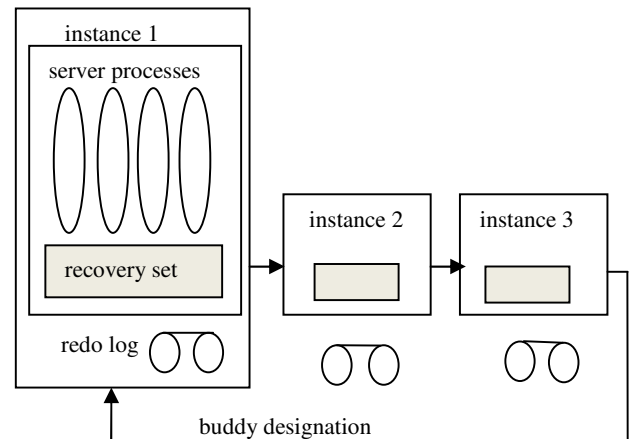 instance 1
server processes
recovery set
redo log
instance 2
instance 3
buddy designation